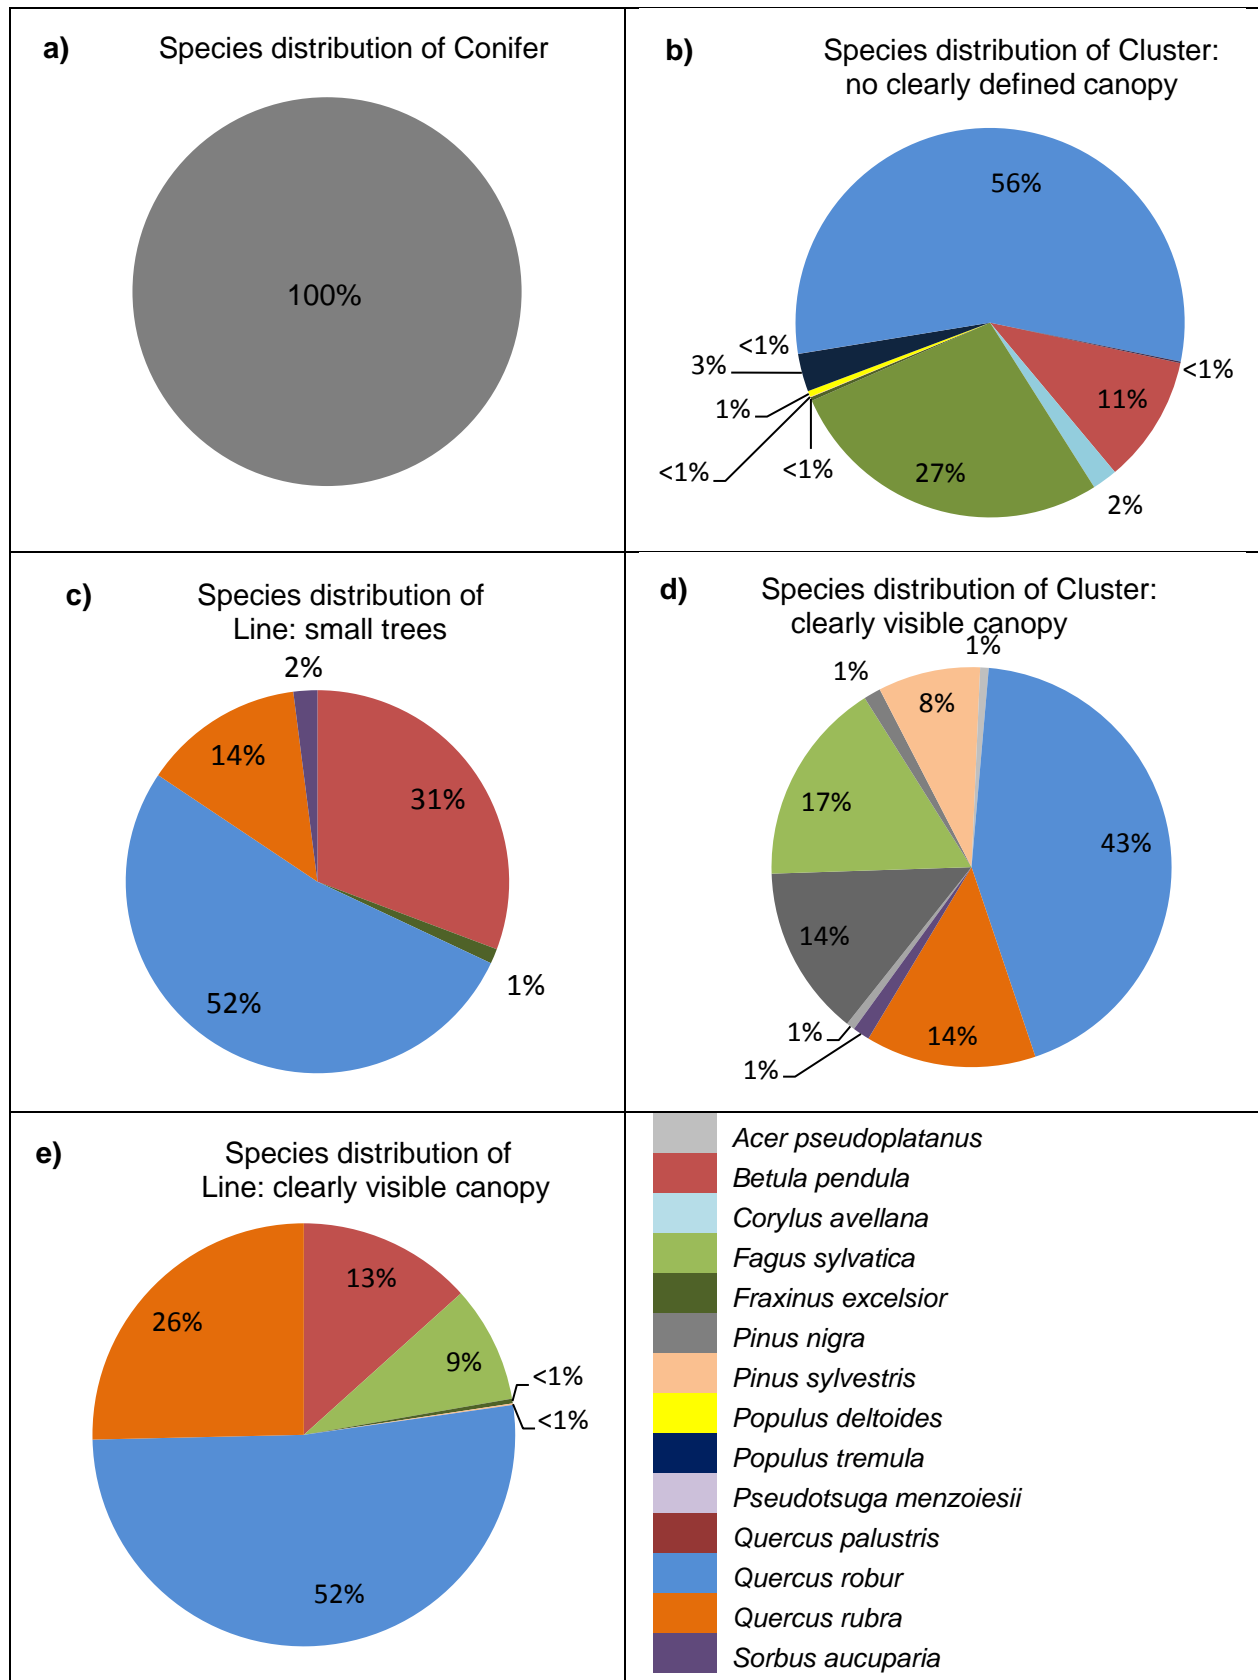 a)
Species distribution of Conifer
100%
b)
Species distribution of Cluster:
no clearly defined canopy
56%
<1%
3%
<1%
1%
11%
<1%
<1%
27%
2%
c)
Species distribution of
Line: small trees
2%
14%
31%
52%
1%
d)
Species distribution of Cluster:
clearly visible canopy
1%
1%
8%
17%
43%
14%
1%
14%
1%
e)
Species distribution of
Line: clearly visible canopy
13%
26%
9%
<1%
<1%
52%
Acer pseudoplatanus
Betula pendula
Corylus avellana
Fagus sylvatica
Fraxinus excelsior
Pinus nigra
Pinus sylvestris
Populus deltoides
Populus tremula
Pseudotsuga menzoiesii
Quercus palustris
Quercus robur
Quercus rubra
Sorbus aucuparia